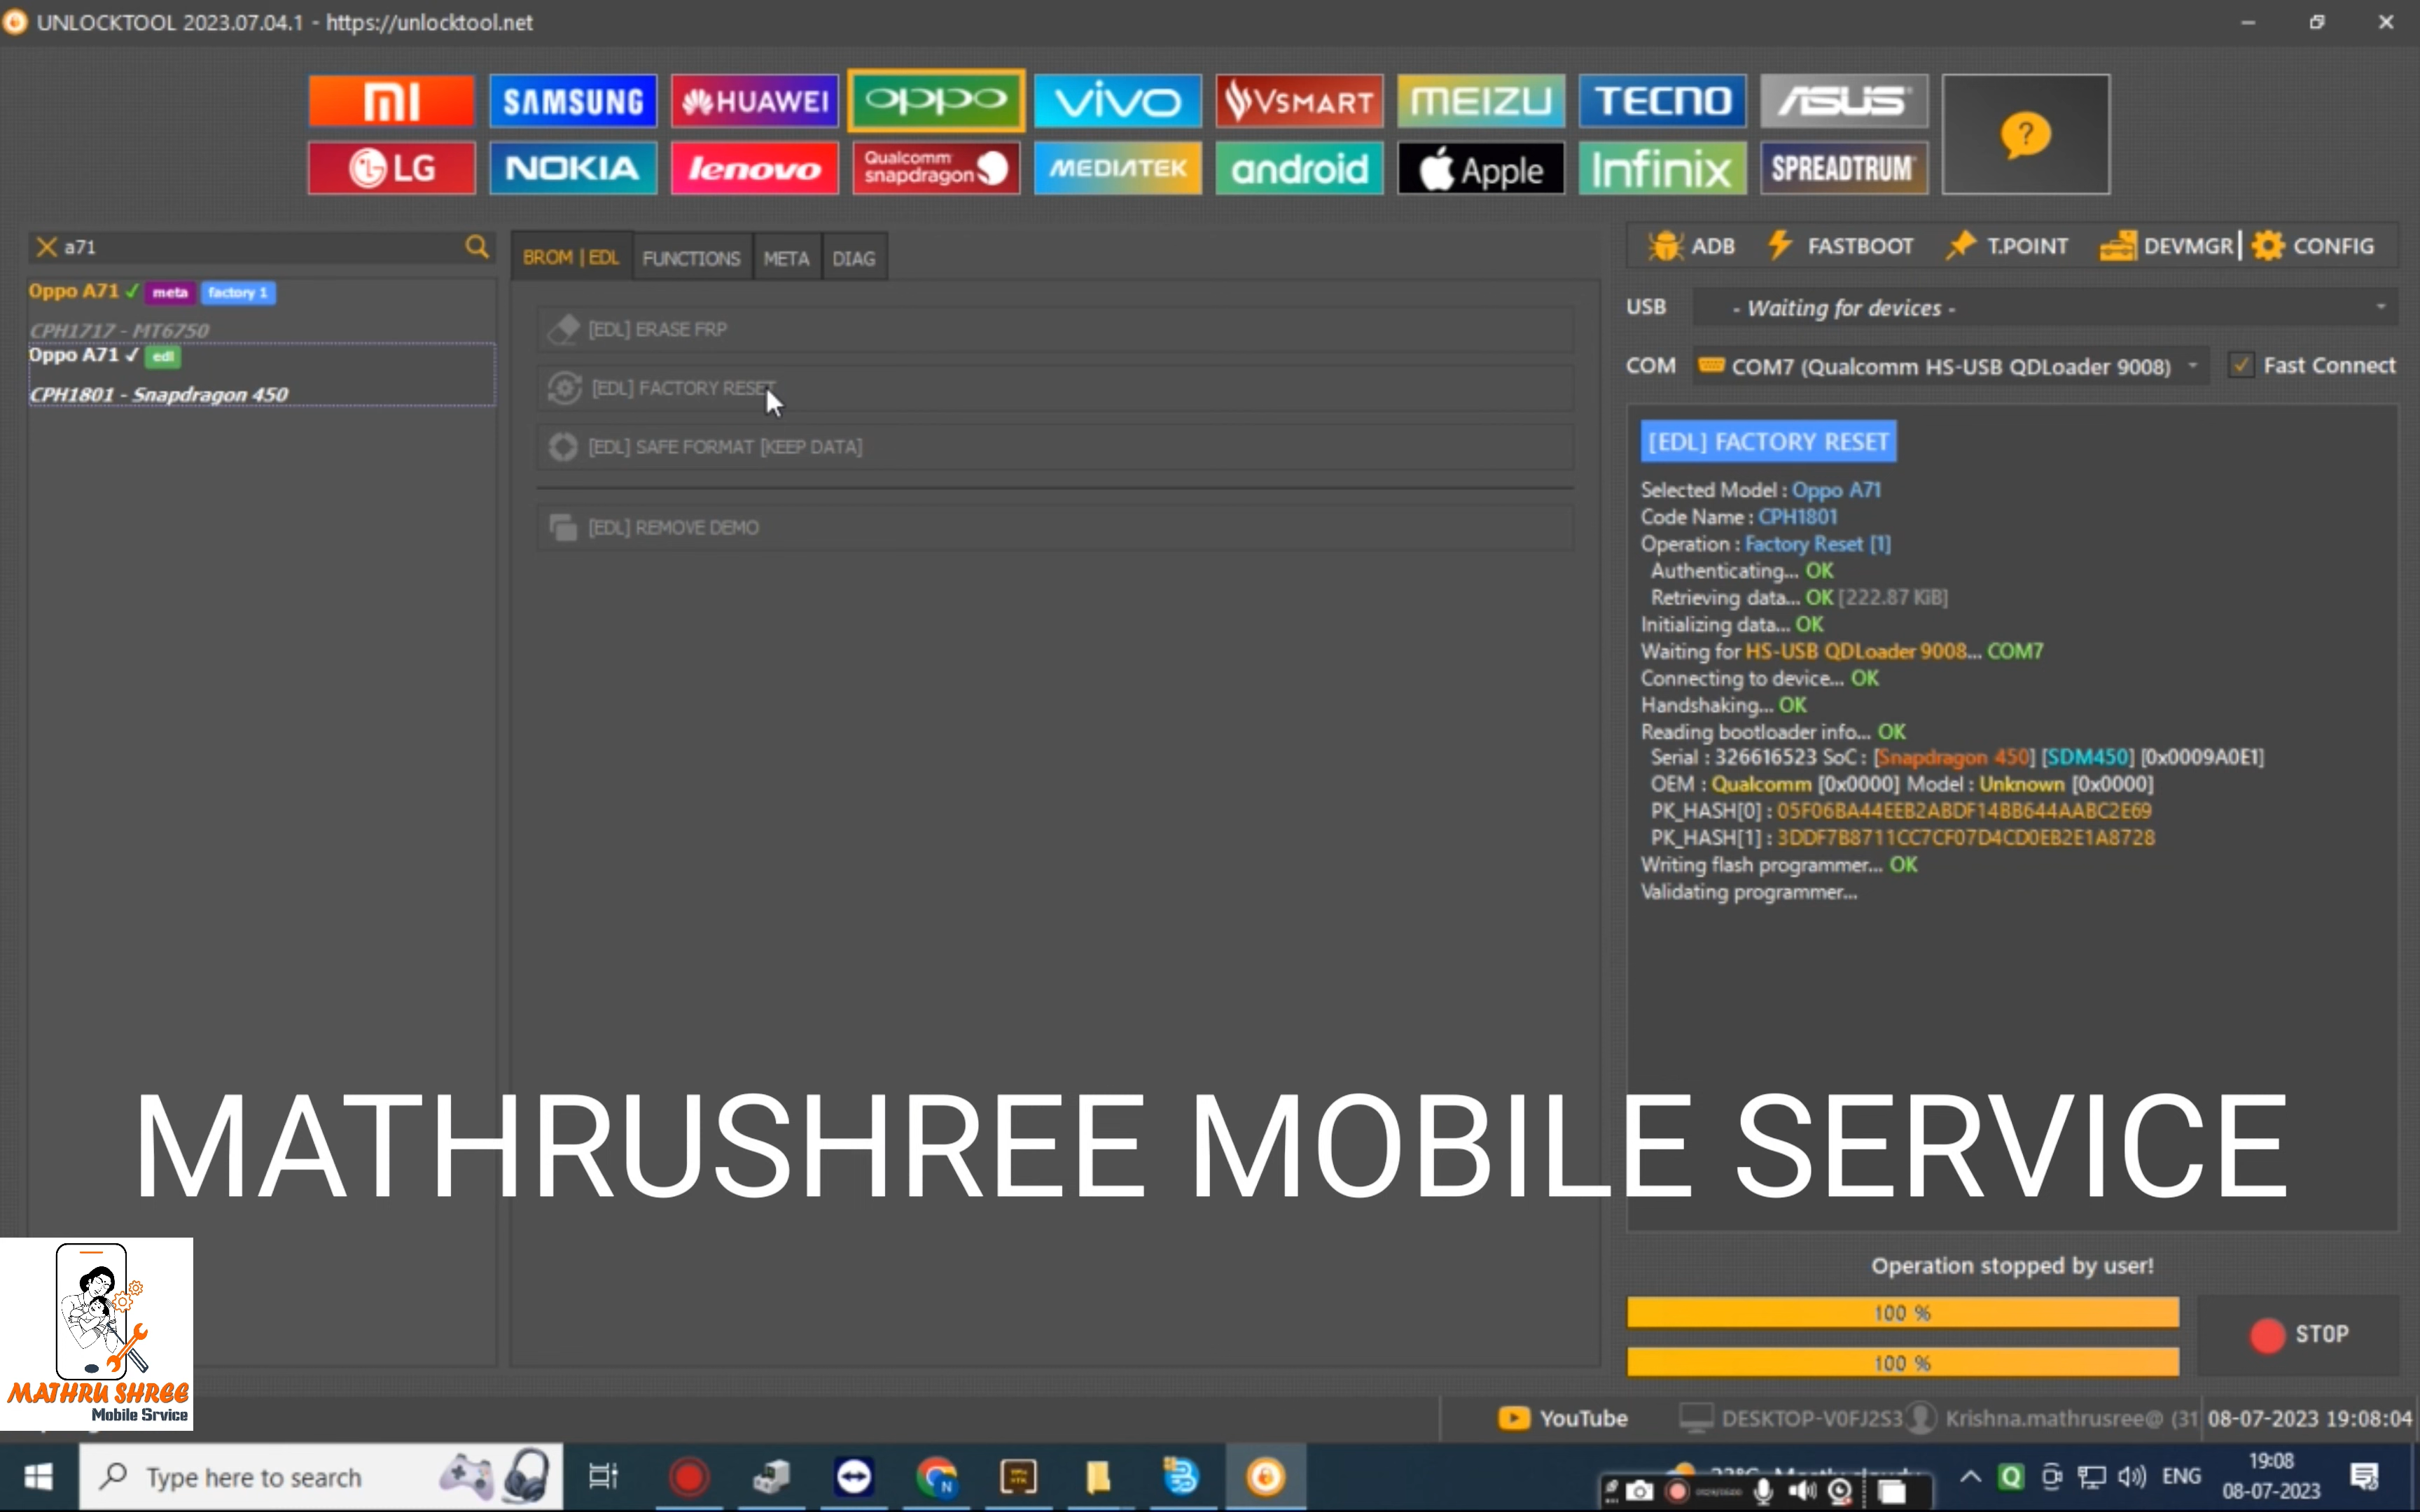 UNLOCKTOOL 2023.07.04.1 - https://unlocktool.net
MI SAMSUNG HUAWEI oppo vivo VSMART MEIZU TECNO ASUS ?
LG NOKIA lenovo Qualcomm snapdragon MEDIATEK android Apple Infinix SPREADTRUM
a71
BROM | EDL FUNCTIONS META DIAG
ADB FASTBOOT T.POINT DEVMGR CONFIG
Oppo A71 ✓ meta factory 1
CPH1717 - MT6750
Oppo A71 ✓ edl
CPH1801 - Snapdragon 450
[EDL] ERASE FRP
[EDL] FACTORY RESET
[EDL] SAFE FORMAT [KEEP DATA]
[EDL] REMOVE DEMO
USB - Waiting for devices -
COM COM7 (Qualcomm HS-USB QDLoader 9008) Fast Connect
[EDL] FACTORY RESET
Selected Model : Oppo A71
Code Name : CPH1801
Operation : Factory Reset [1]
Authenticating... OK
Retrieving data... OK [222.87 KiB]
Initializing data... OK
Waiting for HS-USB QDLoader 9008... COM7
Connecting to device... OK
Handshaking... OK
Reading bootloader info... OK
Serial : 326616523 SoC : [Snapdragon 450] [SDM450] [0x0009A0E1]
OEM : Qualcomm [0x0000] Model : Unknown [0x0000]
PK_HASH[0] : 05F06BA44EEB2ABDF14BB644AABC2E69
PK_HASH[1] : 3DDF7B8711CC7CF07D4CD0EB2E1A8728
Writing flash programmer... OK
Validating programmer...
MATHRUSHREE MOBILE SERVICE
Operation stopped by user!
100 %
100 %
STOP
MATHRU SHREE
Mobile Srvice
YouTube DESKTOP-V0FJ2S3 Krishna.mathrusree@ (31 08-07-2023 19:08:04
Type here to search
ENG
19:08
08-07-2023